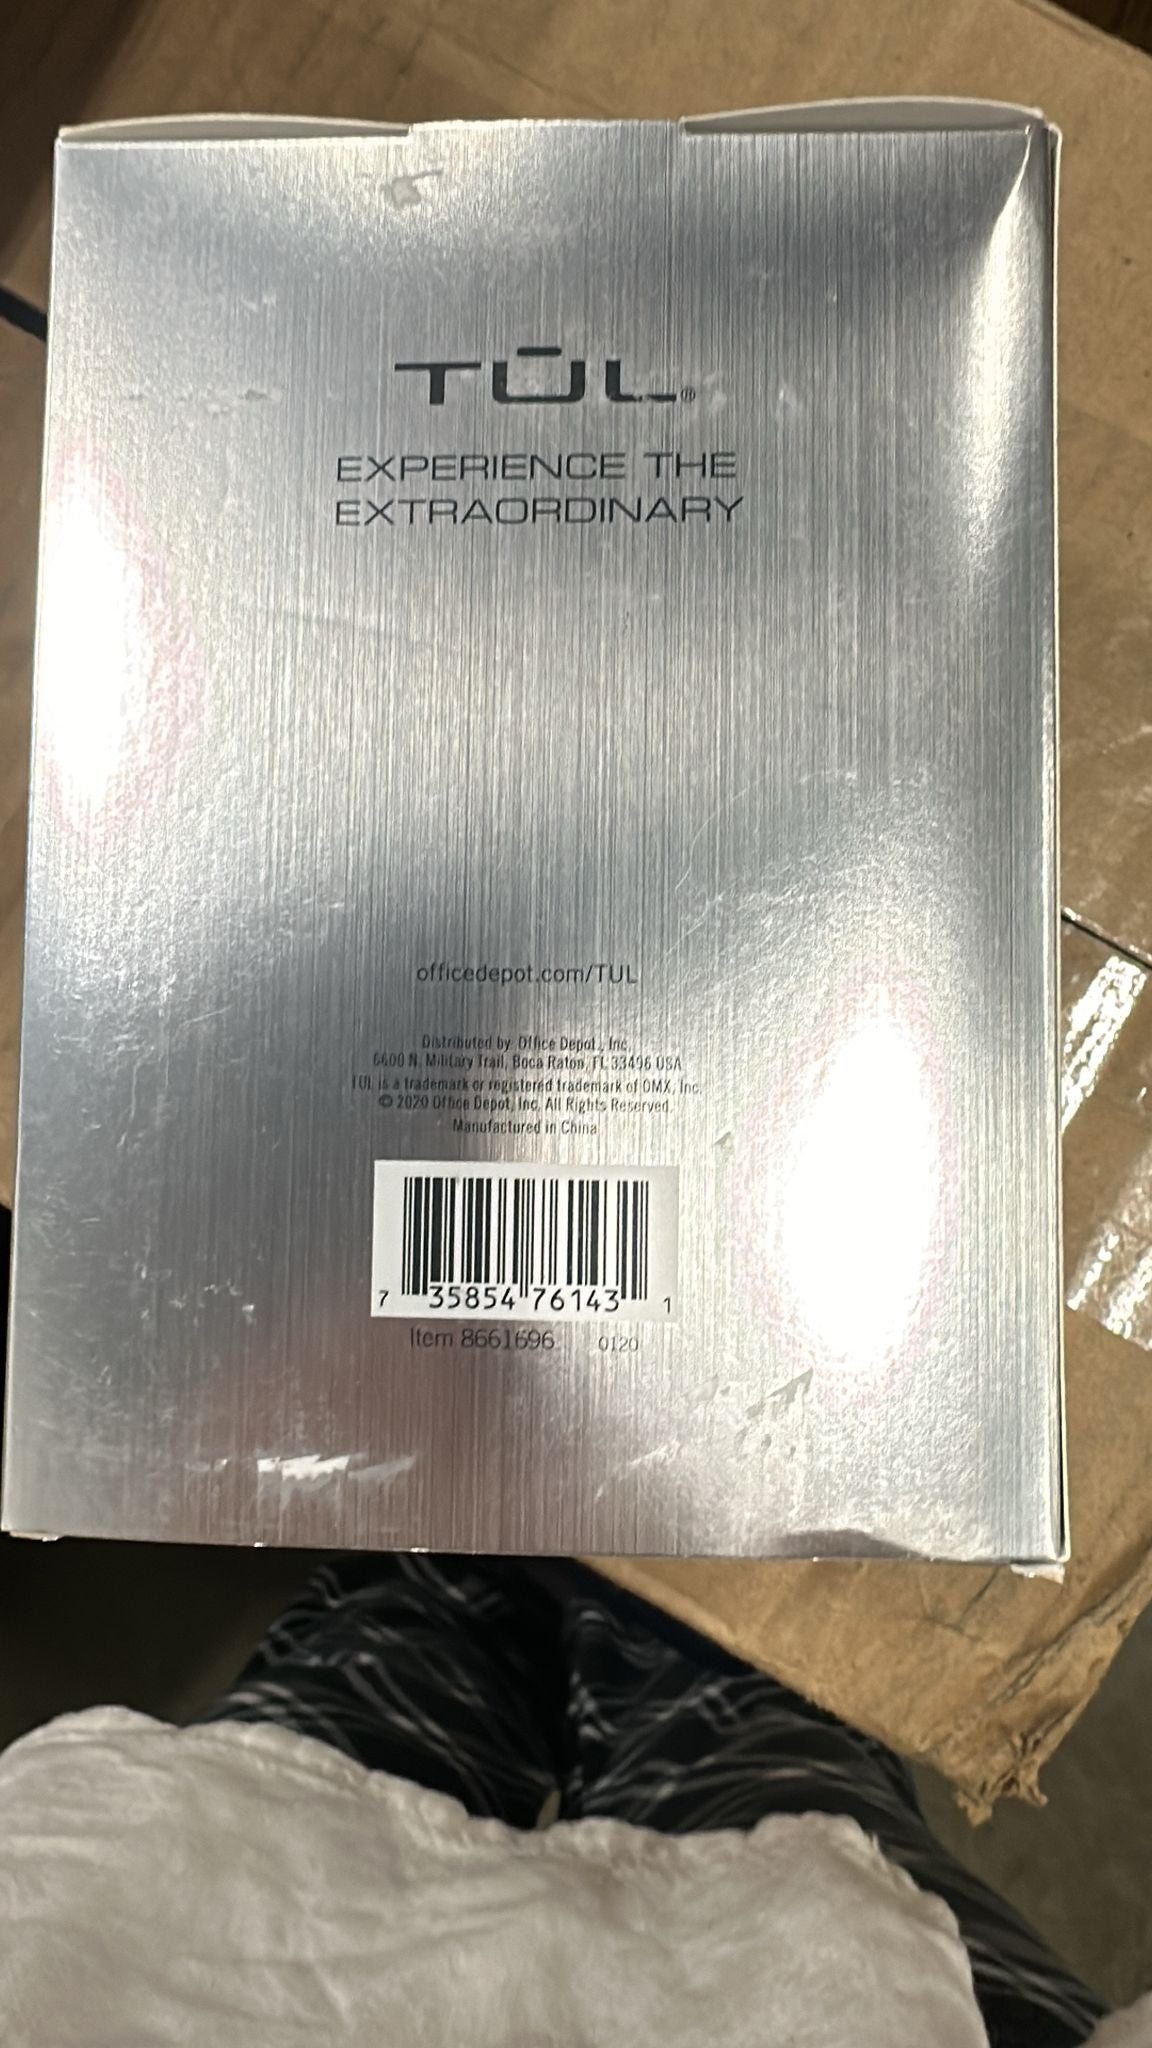 TŪL®
EXPERIENCE THE
EXTRAORDINARY
officedepot.com/TUL
Distributed by Office Depot, Inc.
6600 N. Military Trail, Boca Raton, FL 33496 USA
TUL is a trademark or registered trademark of OMX, Inc.
© 2020 Office Depot, Inc. All Rights Reserved.
Manufactured in China
7 35854 76143 1
Item 8661696 0120